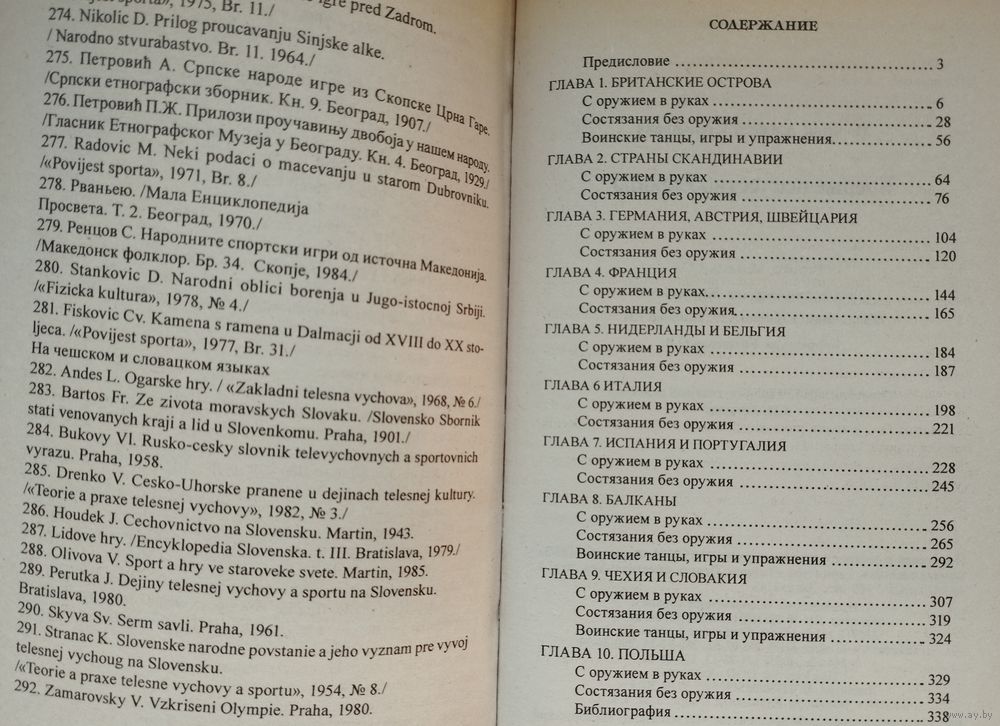 sporta», 1975, Br. 11./
igre pred Zadrom.
274. Nikolic D. Prilog proucavanju Sinjske alke.
/ Narodno stvurabastvo. Br. 11. 1964./
275. Петровић А. Српске народе игре из Скопске Црна Гаре.
/Српски етнографски зборник. Кн. 9. Београд, 1907./
276. Петровић П.Ж. Прилози проучавињу двобоја у нашем народу.
/Гласник Етнографског Музеја у Београду. Кн. 4. Београд, 1929./
277. Radovic M. Neki podaci o macevanju u starom Dubrovniku.
/«Povijest sporta», 1971, Br. 8./
278. Рваньею. /Мала Енциклопедија
Просвета. Т. 2. Београд, 1970./
279. Ренцов С. Народните спортски игри од источна Македонија.
/Македонск фолклор. Бр. 34. Скопје, 1984./
280. Stankovic D. Narodni oblici borenja u Jugo-istocnoj Srbiji.
/«Fizicka kultura», 1978, № 4./
281. Fiskovic Cv. Kamena s ramena u Dalmacji od XVIII do XX sto-
ljeca. /«Povijest sporta», 1977, Br. 31./
На чешском и словацком языках
282. Andes L. Ogarske hry. / «Zakladni telesna vychova», 1968, № 6./
283. Bartos Fr. Ze zivota moravskych Slovaku. /Slovensko Sbornik
stati venovanych kraji a lid u Slovenkomu. Praha, 1901./
284. Bukovy VI. Rusko-cesky slovnik televychovnych a sportovnich
vyrazu. Praha, 1958.
285. Drenko V. Cesko-Uhorske pranene u dejinach telesnej kultury.
/«Teorie a praxe telesnej vychovy», 1982, № 3./
286. Houdek J. Cechovnictvo na Slovensku. Martin, 1943.
287. Lidove hry. /Encyklopedia Slovenska. t. III. Bratislava, 1979./
288. Olivova V. Sport a hry ve staroveke svete. Martin, 1985.
289. Perutka J. Dejiny telesnej vychovy a sportu na Slovensku.
Bratislava, 1980.
290. Skyva Sv. Serm savli. Praha, 1961.
291. Stranac K. Slovenske narodne povstanie a jeho vyznam pre vyvoj
telesnej vychoug na Slovensku.
/«Teorie a praxe telesne vychovy a sportu», 1954, № 8./
292. Zamarovsky V. Vzkriseni Olympie. Praha, 1980.
СОДЕРЖАНИЕ
Предисловие ........ 3
ГЛАВА 1. БРИТАНСКИЕ ОСТРОВА
С оружием в руках ........ 6
Состязания без оружия ........ 28
Воинские танцы, игры и упражнения........ 56
ГЛАВА 2. СТРАНЫ СКАНДИНАВИИ
С оружием в руках ........ 64
Состязания без оружия ........ 76
ГЛАВА 3. ГЕРМАНИЯ, АВСТРИЯ, ШВЕЙЦАРИЯ
С оружием в руках ........ 104
Состязания без оружия ........ 120
ГЛАВА 4. ФРАНЦИЯ
С оружием в руках........ 144
Состязания без оружия........ 165
ГЛАВА 5. НИДЕРЛАНДЫ И БЕЛЬГИЯ
С оружием в руках ........ 184
Состязания без оружия ........ 187
ГЛАВА 6 ИТАЛИЯ
С оружием в руках ........ 198
Состязания без оружия ........ 221
ГЛАВА 7. ИСПАНИЯ И ПОРТУГАЛИЯ
С оружием в руках ........ 228
Состязания без оружия ........ 245
ГЛАВА 8. БАЛКАНЫ
С оружием в руках ........ 256
Состязания без оружия ........ 265
Воинские танцы, игры и упражнения ........ 292
ГЛАВА 9. ЧЕХИЯ И СЛОВАКИЯ
С оружием в руках ........ 307
Состязания без оружия ........ 319
Воинские танцы, игры и упражнения ........ 324
ГЛАВА 10. ПОЛЬША
С оружием в руках ........ 329
Состязания без оружия ........ 334
Библиография ........ 338
www.ay.by